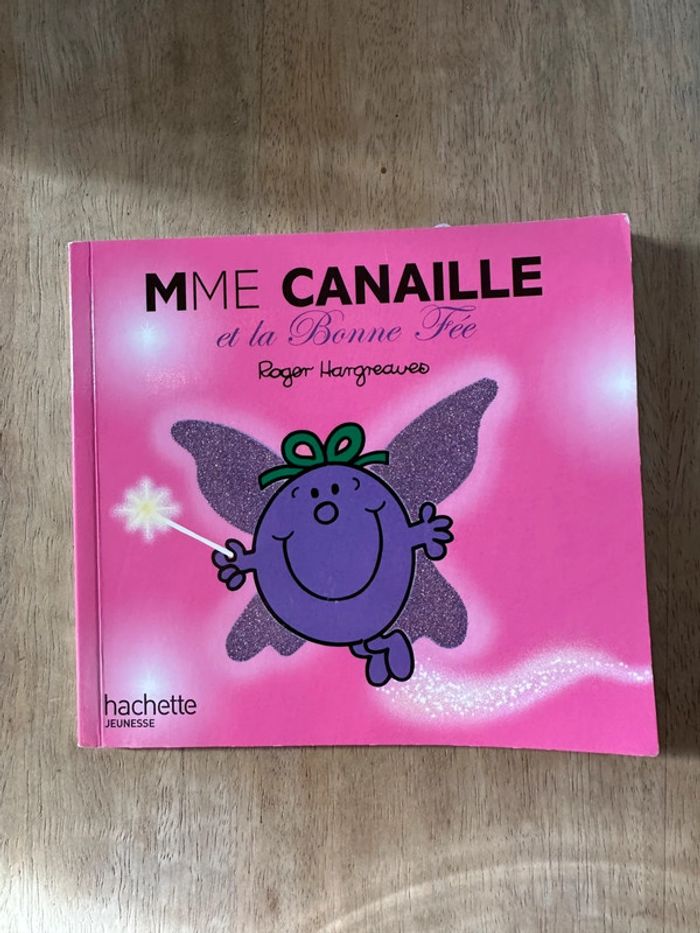 MME CANAILLE
et la Bonne Fée
Roger Hargreaves
hachette
JEUNESSE